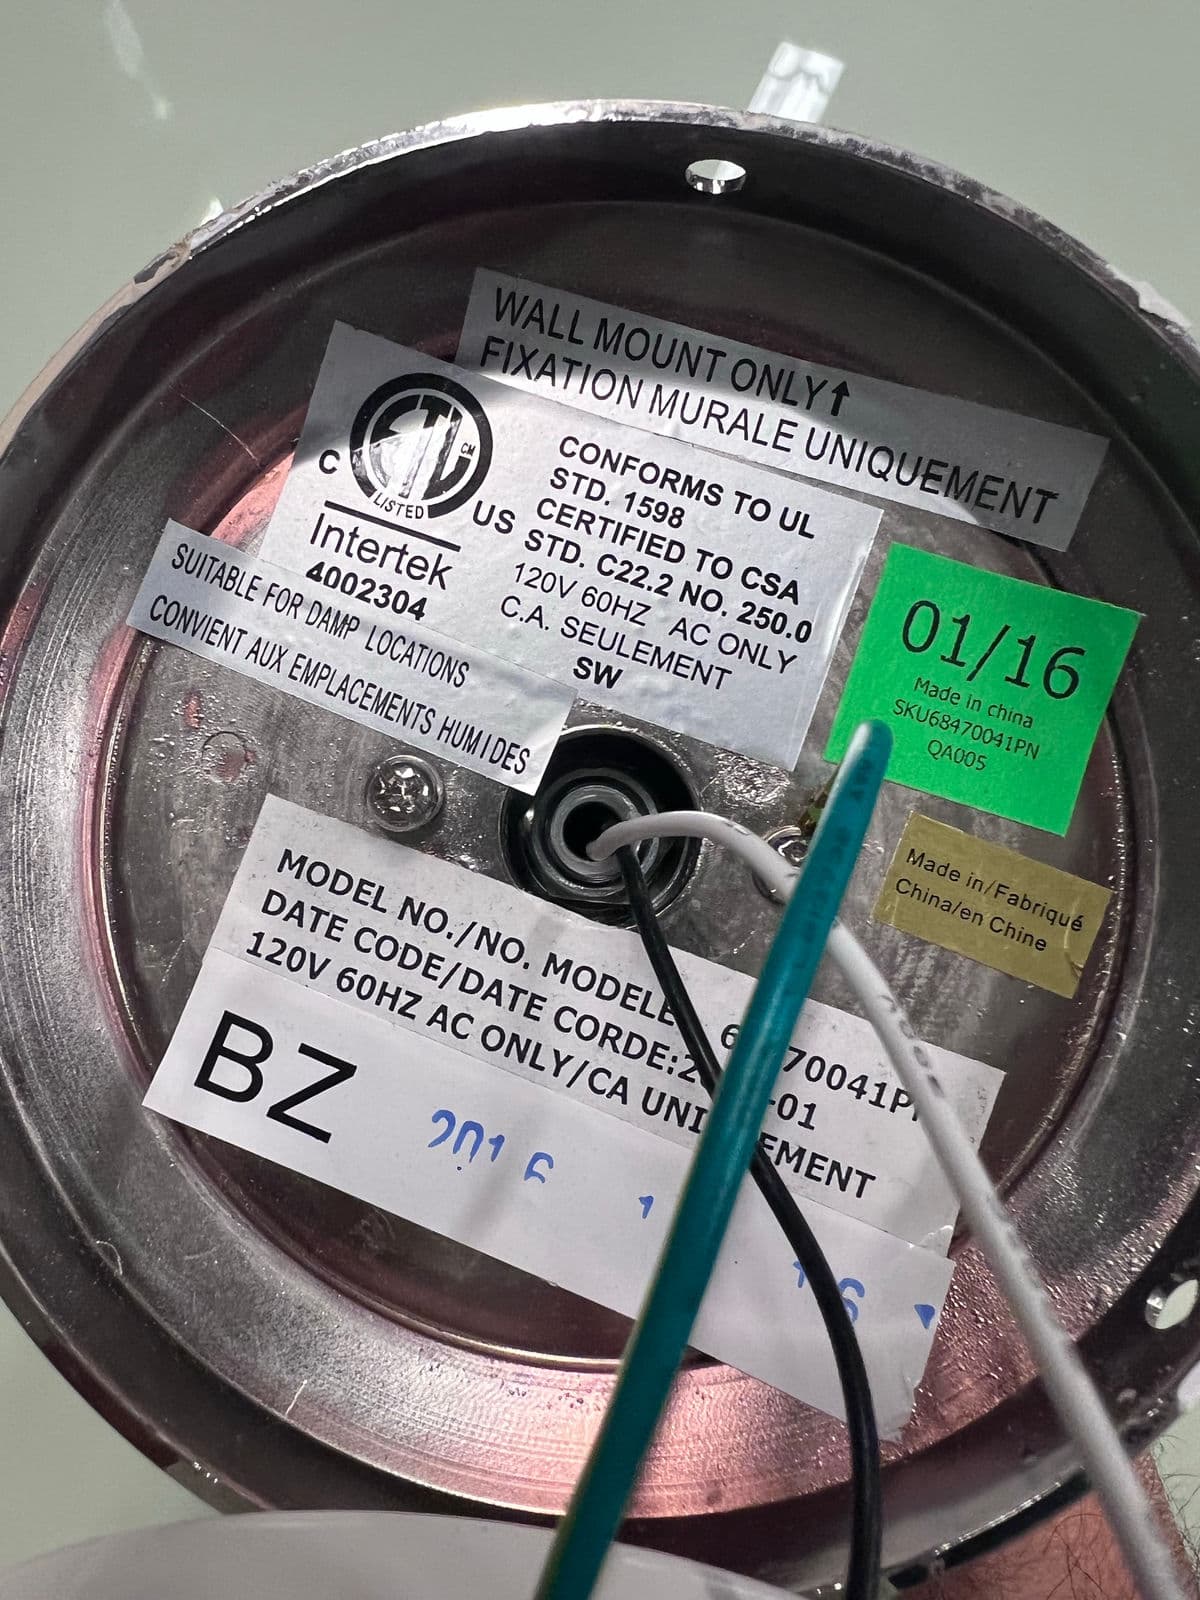 WALL MOUNT ONLY↑
FIXATION MURALE UNIQUEMENT
C ETL CM US
LISTED
Intertek
4002304
CONFORMS TO UL
STD. 1598
CERTIFIED TO CSA
STD. C22.2 NO. 250.0
120V 60HZ AC ONLY
C.A. SEULEMENT
SW
SUITABLE FOR DAMP LOCATIONS
CONVIENT AUX EMPLACEMENTS HUMIDES
01/16
Made in china
SKU68470041PN
QA005
Made in/Fabriqué
China/en Chine
MODEL NO./NO. MODELE
DATE CODE/DATE CORDE:
120V 60HZ AC ONLY/CA
BZ